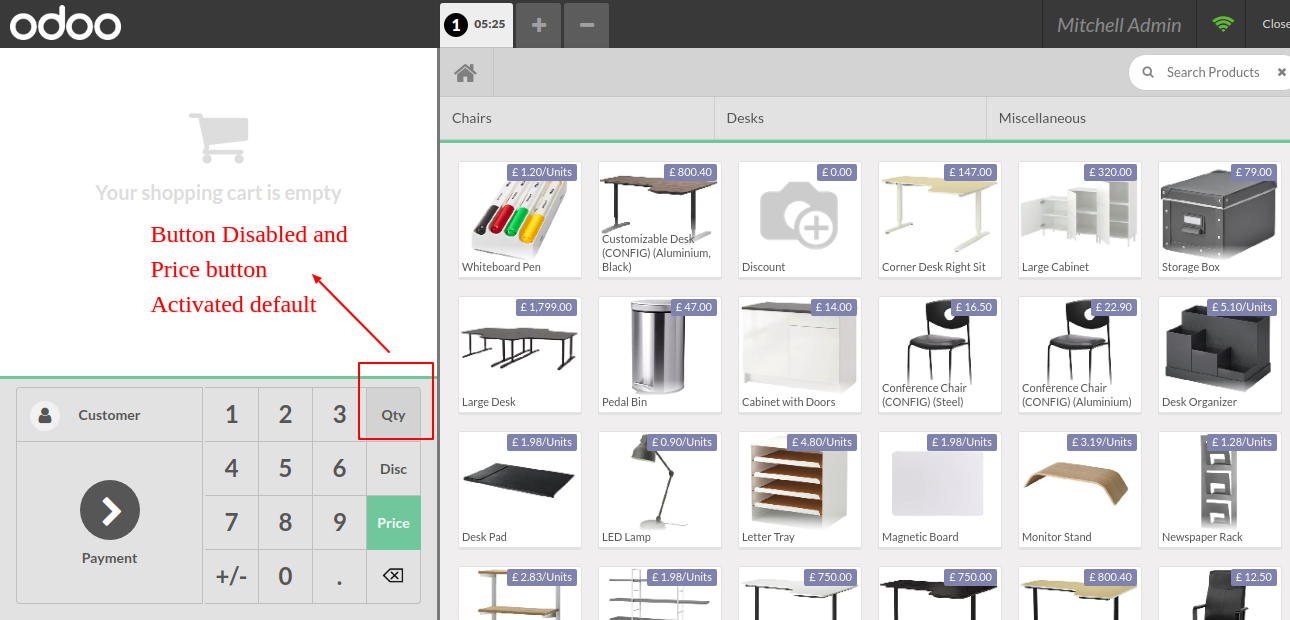 odoo
1 05:25
Mitchell Admin
Close
Search Products
Chairs
Desks
Miscellaneous
Your shopping cart is empty
Button Disabled and
Price button
Activated default
£ 1.20/Units
Whiteboard Pen
£ 800.40
Customizable Desk
(CONFIG) (Aluminium,
Black)
£ 0.00
Discount
£ 147.00
Corner Desk Right Sit
£ 320.00
Large Cabinet
£ 79.00
Storage Box
£ 1,799.00
Large Desk
£ 47.00
Pedal Bin
£ 14.00
Cabinet with Doors
£ 16.50
Conference Chair
(CONFIG) (Steel)
£ 22.90
Conference Chair
(CONFIG) (Aluminium)
£ 5.10/Units
Desk Organizer
£ 1.98/Units
Desk Pad
£ 0.90/Units
LED Lamp
£ 4.80/Units
Letter Tray
£ 1.98/Units
Magnetic Board
£ 3.19/Units
Monitor Stand
£ 1.28/Units
Newspaper Rack
£ 2.83/Units
£ 1.98/Units
£ 750.00
£ 750.00
£ 800.40
£ 12.50
Customer
1 2 3 Qty
4 5 6 Disc
7 8 9 Price
+/- 0 .
Payment